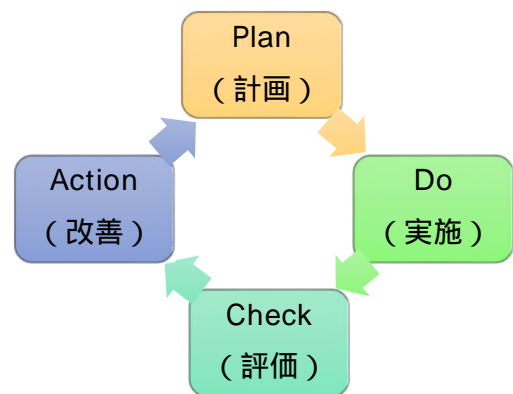 Plan
（計画）
Do
（実施）
Check
（評価）
Action
（改善）